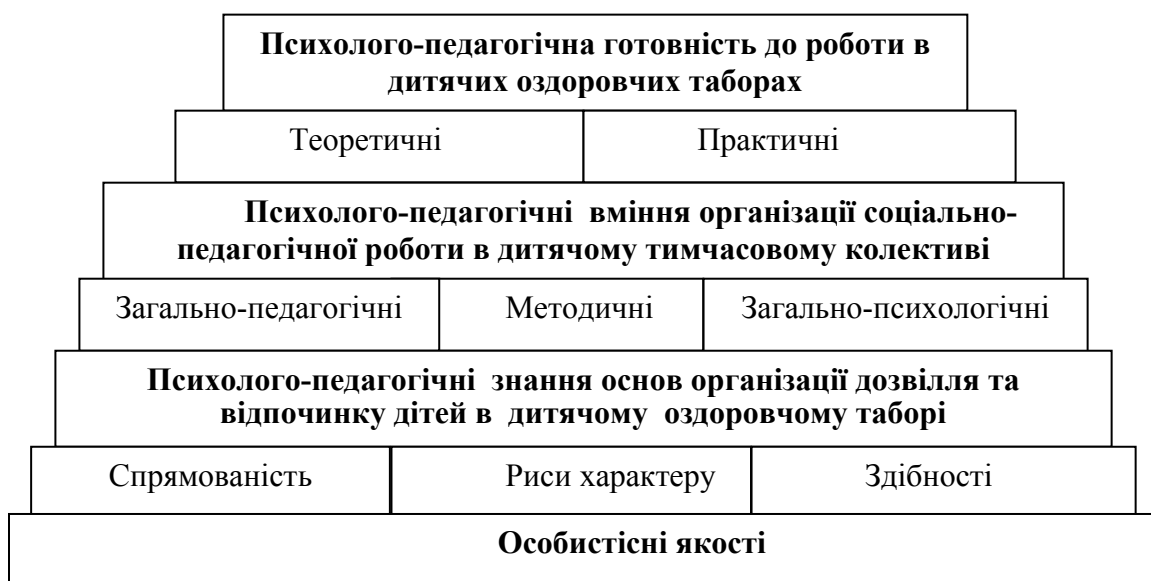 Психолого-педагогічна готовність до роботи в
дитячих оздоровчих таборах
Теоретичні Практичні
Психолого-педагогічні вміння організації соціально-
педагогічної роботи в дитячому тимчасовому колективі
Загально-педагогічні Методичні Загально-психологічні
Психолого-педагогічні знання основ організації дозвілля та
відпочинку дітей в дитячому оздоровчому таборі
Спрямованість Риси характеру Здібності
Особистісні якості